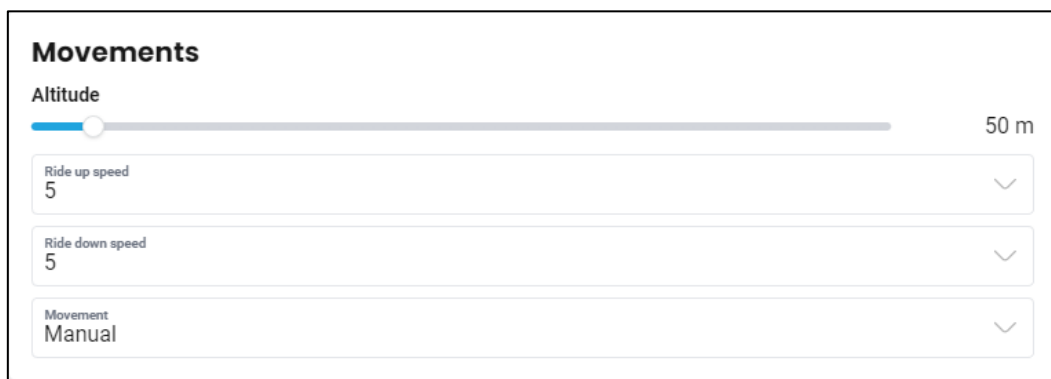 Movements
Altitude
50 m
Ride up speed
5
Ride down speed
5
Movement
Manual